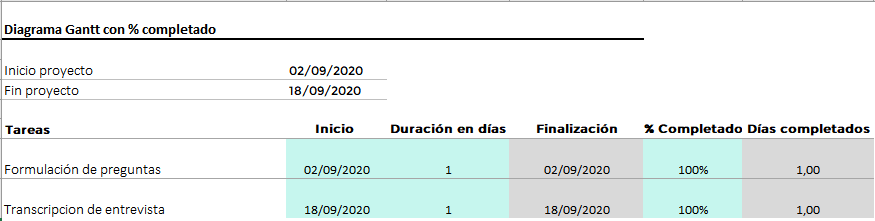 Diagrama Gantt con % completado
Inicio proyecto 02/09/2020
Fin proyecto 18/09/2020
Tareas Inicio Duración en días Finalización % Completado Días completados
Formulación de preguntas 02/09/2020 1 02/09/2020 100% 1,00
Transcripcion de entrevista 18/09/2020 1 18/09/2020 100% 1,00